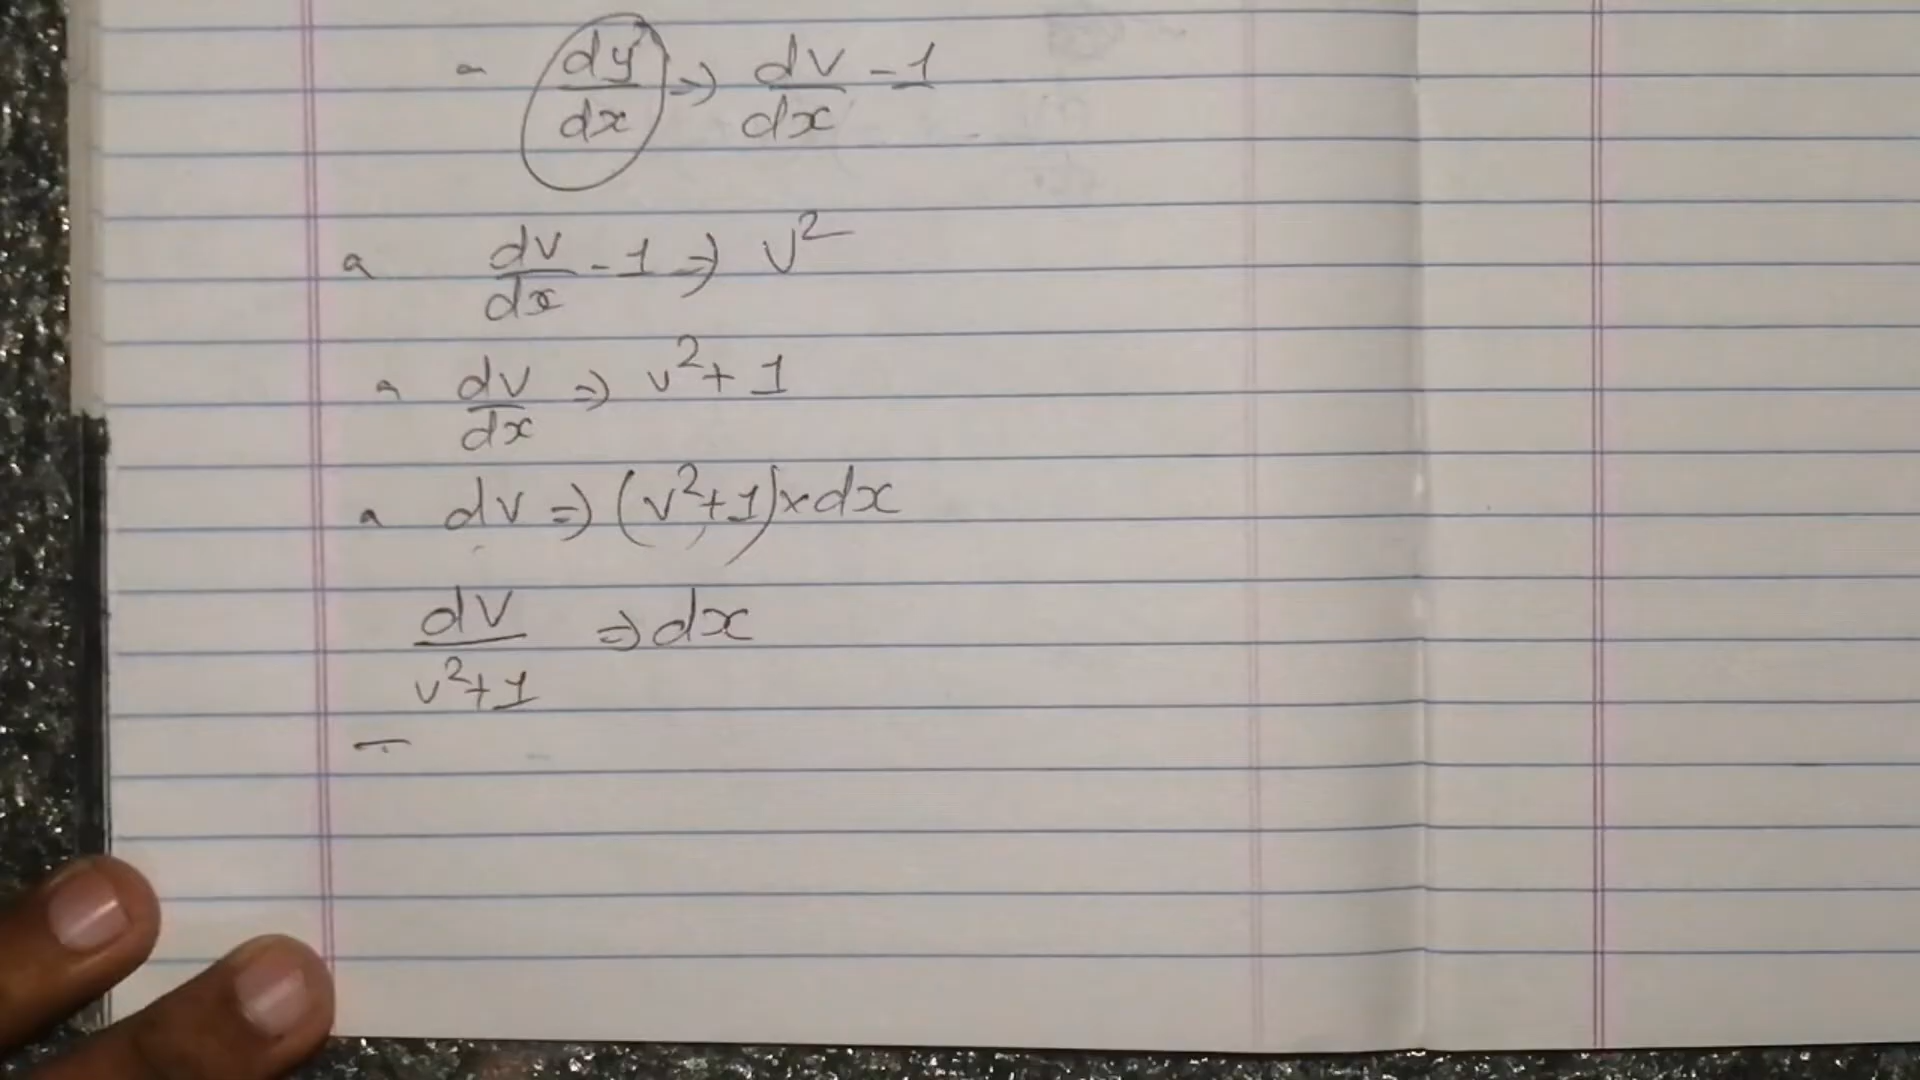 dy/dx ⇒ dv/dx - 1
dv/dx - 1 ⇒ v²
dv/dx ⇒ v² + 1
dv ⇒ (v²+1)×dx
dv/v²+1 ⇒ dx